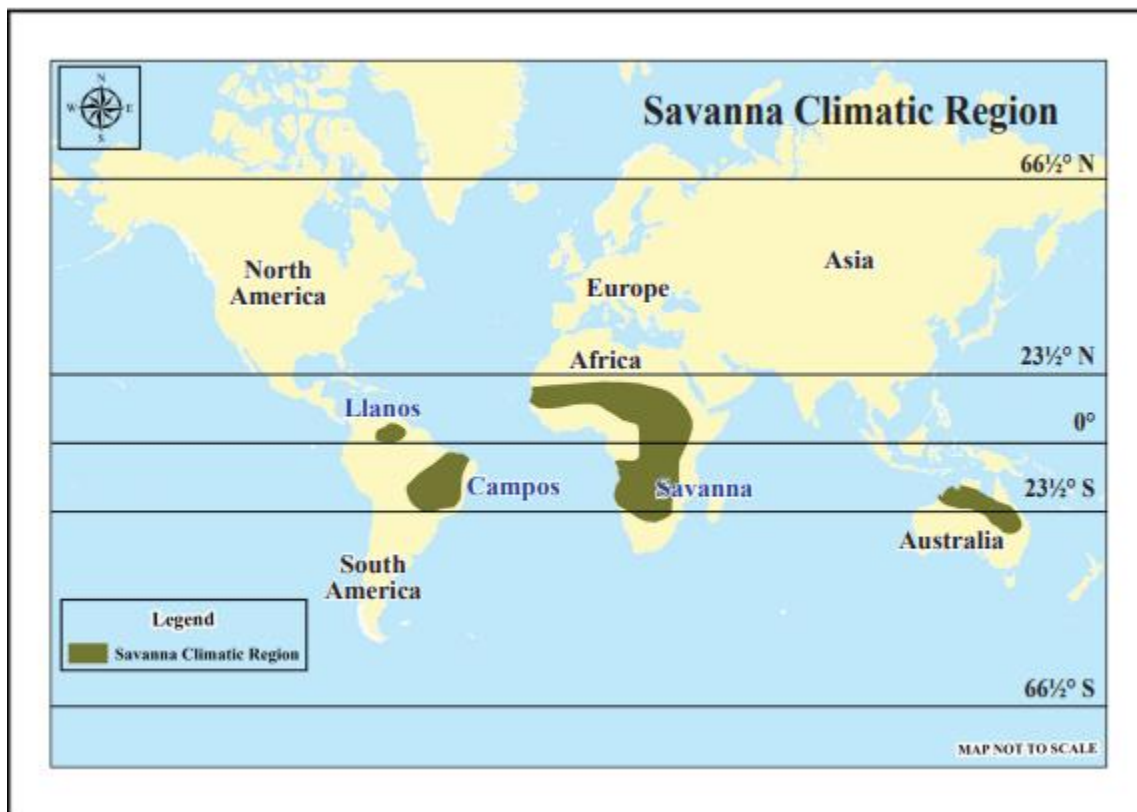 N
W E
S
Savanna Climatic Region
66½° N
North
America
Asia
Europe
23½° N
Africa
Llanos
0°
Campos
Savanna
23½° S
Australia
South
America
Legend
Savanna Climatic Region
66½° S
MAP NOT TO SCALE